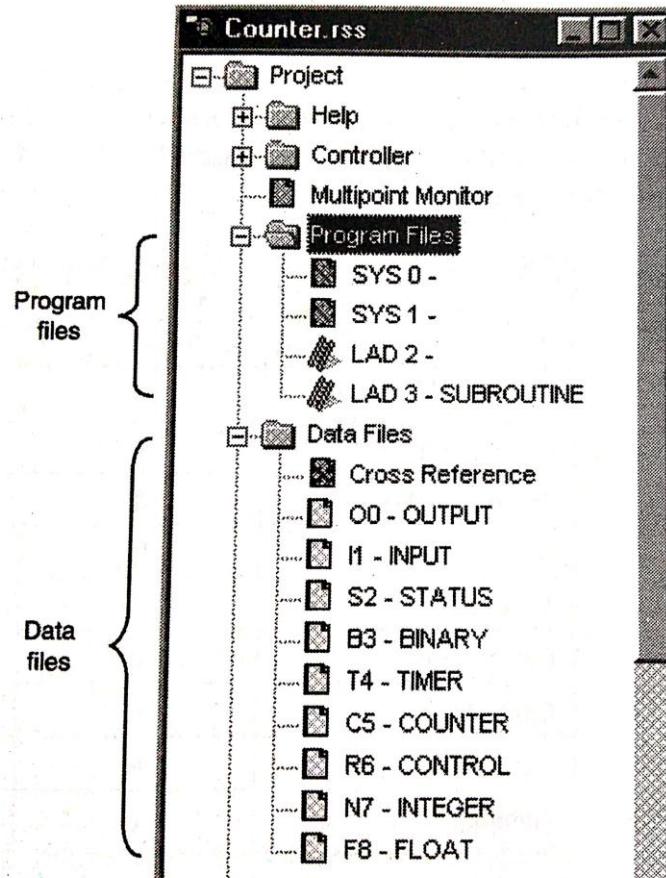 Counter.rss
Project
Help
Controller
Multipoint Monitor
Program Files
SYS 0 -
SYS 1 -
LAD 2 -
LAD 3 - SUBROUTINE
Program
files
Data Files
Cross Reference
O0 - OUTPUT
I1 - INPUT
S2 - STATUS
B3 - BINARY
T4 - TIMER
C5 - COUNTER
R6 - CONTROL
N7 - INTEGER
F8 - FLOAT
Data
files